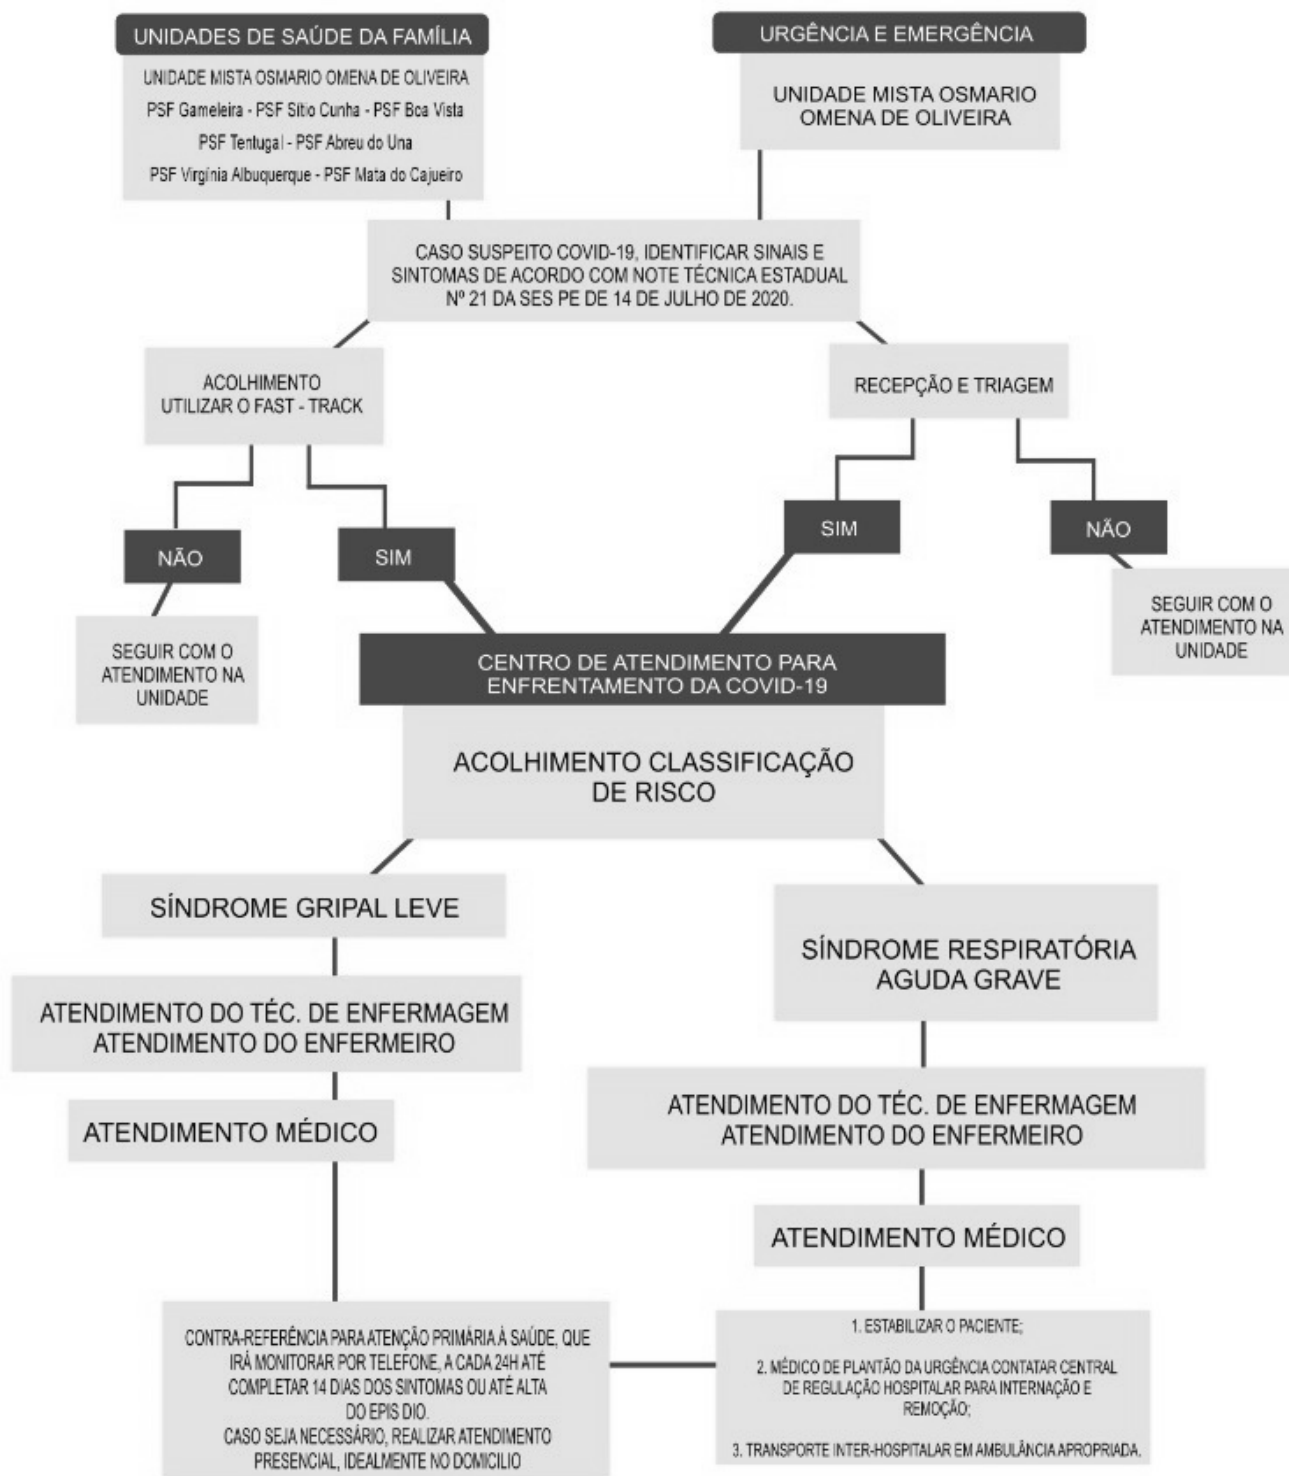 UNIDADES DE SAÚDE DA FAMÍLIA
UNIDADE MISTA OSMARIO OMENA DE OLIVEIRA
PSF Gameleira - PSF Sítio Cunha - PSF Boa Vista
PSF Tentugal - PSF Abreu do Una
PSF Virgínia Albuquerque - PSF Mata do Cajueiro
URGÊNCIA E EMERGÊNCIA
UNIDADE MISTA OSMARIO
OMENA DE OLIVEIRA
CASO SUSPEITO COVID-19, IDENTIFICAR SINAIS E
SINTOMAS DE ACORDO COM NOTE TÉCNICA ESTADUAL
Nº 21 DA SES PE DE 14 DE JULHO DE 2020.
ACOLHIMENTO
UTILIZAR O FAST - TRACK
RECEPÇÃO E TRIAGEM
NÃO
SIM
SIM
NÃO
SEGUIR COM O
ATENDIMENTO NA
UNIDADE
SEGUIR COM O
ATENDIMENTO NA
UNIDADE
CENTRO DE ATENDIMENTO PARA
ENFRENTAMENTO DA COVID-19
ACOLHIMENTO CLASSIFICAÇÃO
DE RISCO
SÍNDROME GRIPAL LEVE
ATENDIMENTO DO TÉC. DE ENFERMAGEM
ATENDIMENTO DO ENFERMEIRO
ATENDIMENTO MÉDICO
CONTRA-REFERÊNCIA PARA ATENÇÃO PRIMÁRIA À SAÚDE, QUE
IRÁ MONITORAR POR TELEFONE, A CADA 24H ATÉ
COMPLETAR 14 DIAS DOS SINTOMAS OU ATÉ ALTA
DO EPIS DIO.
CASO SEJA NECESSÁRIO, REALIZAR ATENDIMENTO
PRESENCIAL, IDEALMENTE NO DOMICILIO
SÍNDROME RESPIRATÓRIA
AGUDA GRAVE
ATENDIMENTO DO TÉC. DE ENFERMAGEM
ATENDIMENTO DO ENFERMEIRO
ATENDIMENTO MÉDICO
1. ESTABILIZAR O PACIENTE;
2. MÉDICO DE PLANTÃO DA URGÊNCIA CONTATAR CENTRAL
DE REGULAÇÃO HOSPITALAR PARA INTERNAÇÃO E
REMOÇÃO;
3. TRANSPORTE INTER-HOSPITALAR EM AMBULÂNCIA APROPRIADA.